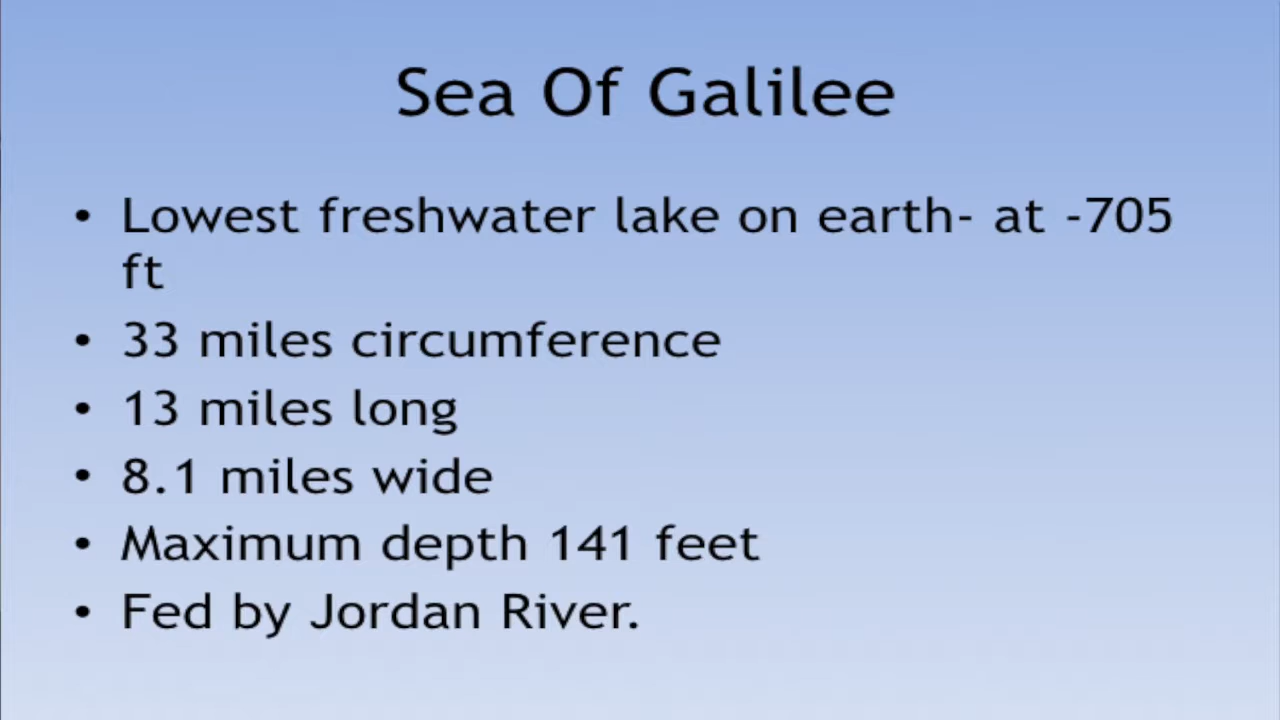 Sea Of Galilee
• Lowest freshwater lake on earth- at -705
ft
• 33 miles circumference
• 13 miles long
• 8.1 miles wide
• Maximum depth 141 feet
• Fed by Jordan River.